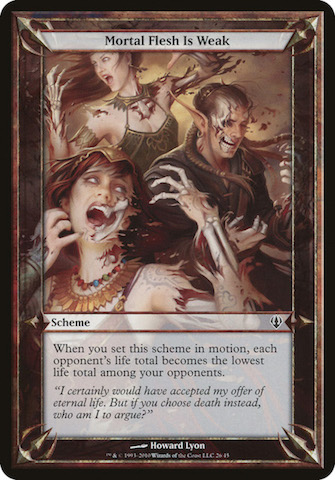 Mortal Flesh Is Weak
Scheme
When you set this scheme in motion, each
opponent's life total becomes the lowest
life total among your opponents.
"I certainly would have accepted my offer of
eternal life. But if you choose death instead,
who am I to argue?"
Howard Lyon
™ & © 1993–2010 Wizards of the Coast LLC